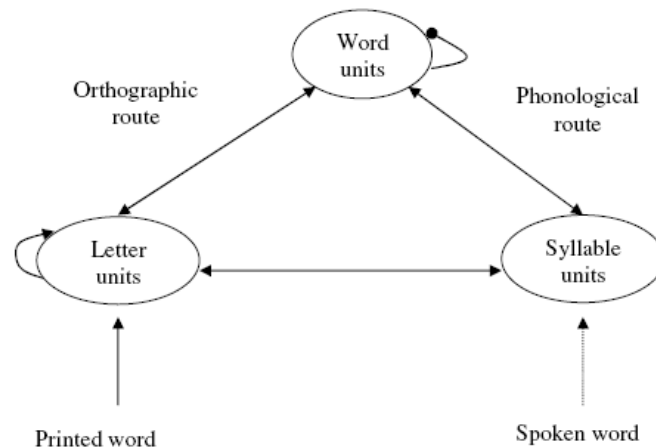 Word
units
Orthographic
route
Phonological
route
Letter
units
Syllable
units
Printed word
Spoken word